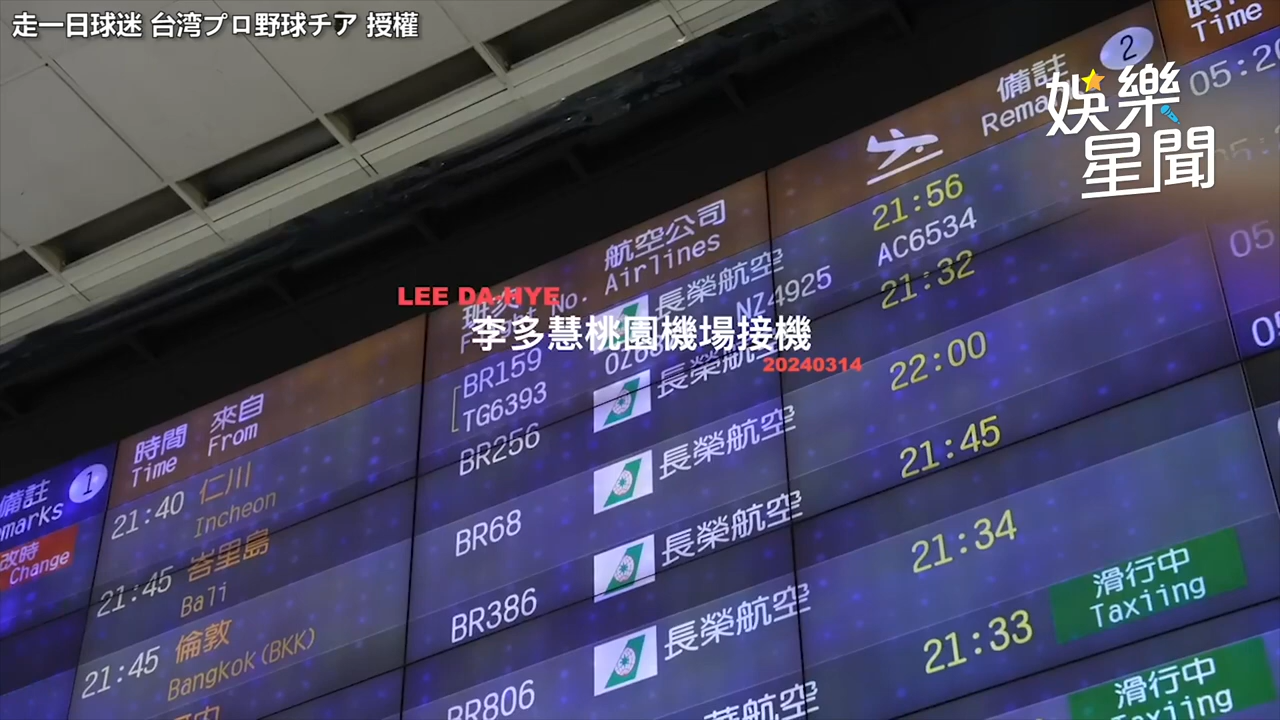 走一日球迷 台湾プロ野球チア 授權
娛樂
星聞
LEE DA-HYE
李多慧桃園機場接機
20240314
備註
1
改時
Change
時間 來自
Time From
21:40 仁川
Incheon
21:45 峇里島
Bali
21:45 倫敦
Bangkok(BKK)
航空公司
Airlines
BR159 長榮航空
TG6393 NZ4925 AC6534
BR256 長榮航空
BR68 長榮航空
BR386 長榮航空
BR806 長榮航空
備註 2
21:56
21:32
22:00
21:45
21:34
21:33
滑行中
Taxiing
滑行中
時間
Time